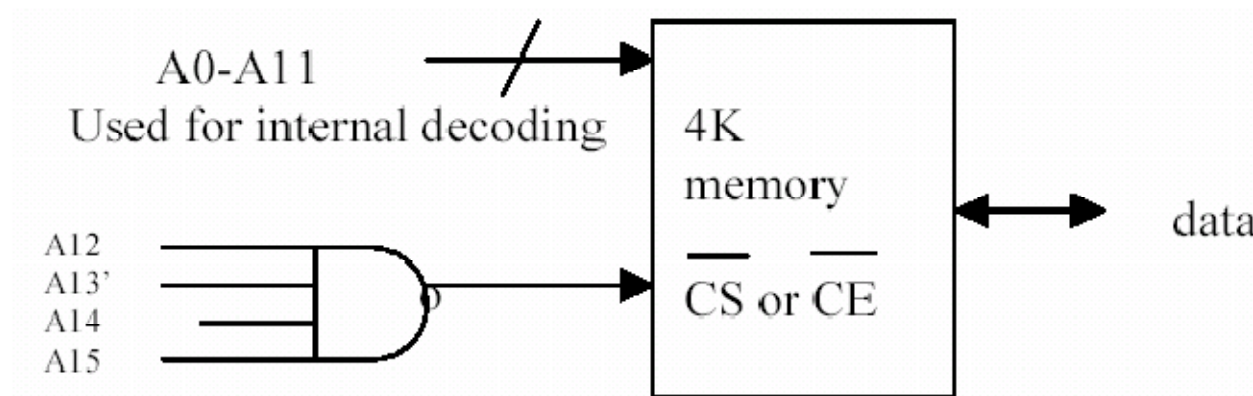 A0-A11
Used for internal decoding
4K
memory
CS or CE
data
A12
A13’
A14
A15